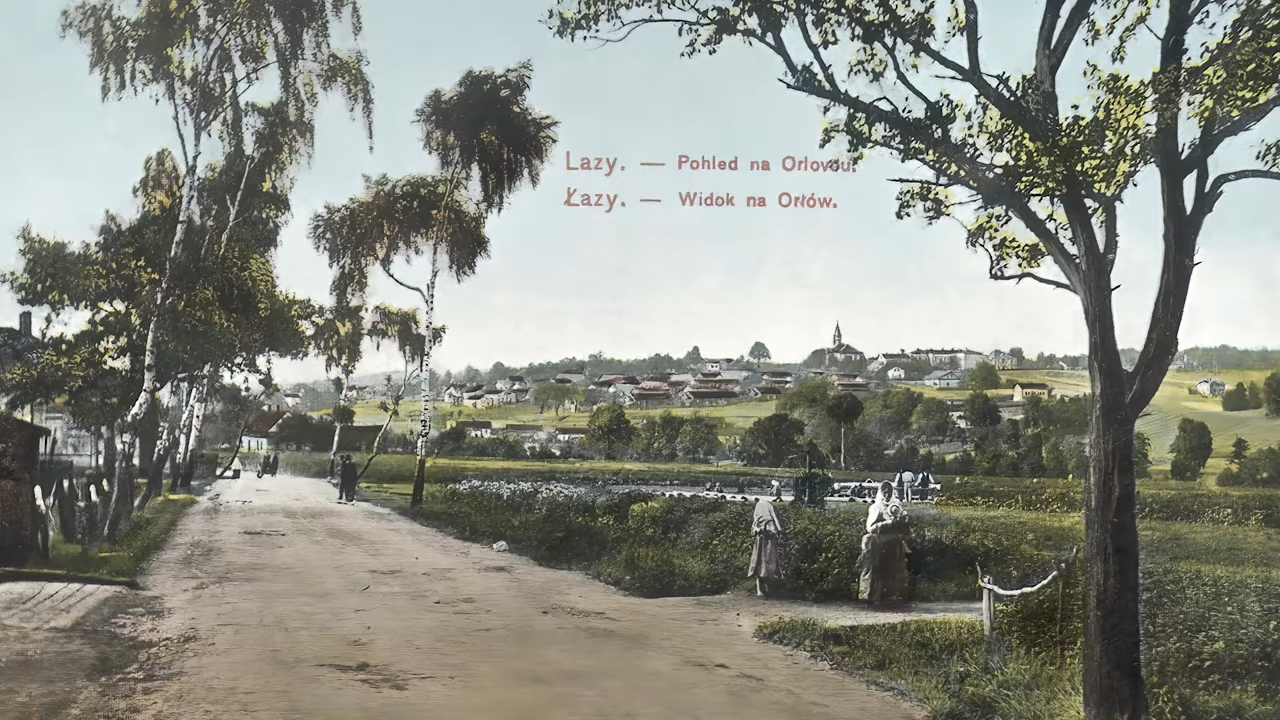 Lazy. — Pohled na Orlovou.
Łazy. — Widok na Orłów.